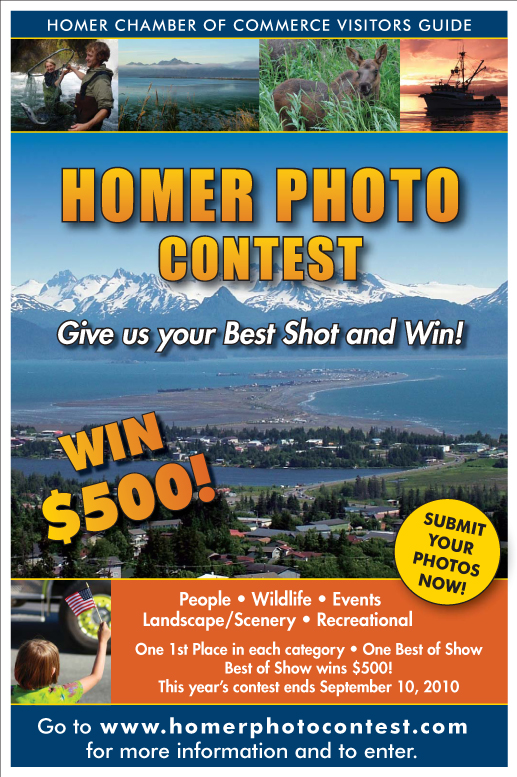 HOMER CHAMBER OF COMMERCE VISITORS GUIDE
HOMER PHOTO
CONTEST
Give us your Best Shot and Win!
WIN
$500!
SUBMIT
YOUR
PHOTOS
NOW!
People • Wildlife • Events
Landscape/Scenery • Recreational
One 1st Place in each category • One Best of Show
Best of Show wins $500!
This year's contest ends September 10, 2010
Go to www.homerphotocontest.com
for more information and to enter.